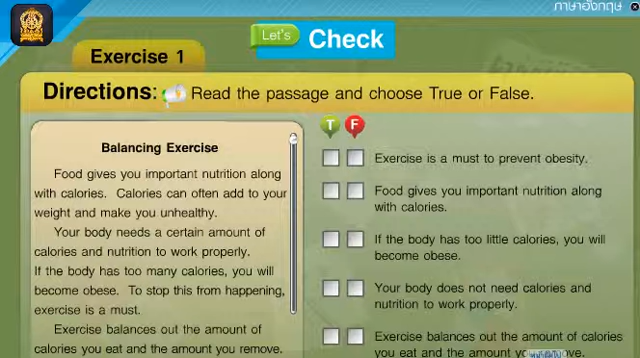 ภาษาอังกฤษ
Let's Check
Exercise 1
Directions: Read the passage and choose True or False.
T F
Balancing Exercise
Food gives you important nutrition along
with calories. Calories can often add to your
weight and make you unhealthy.
Your body needs a certain amount of
calories and nutrition to work properly.
If the body has too many calories, you will
become obese. To stop this from happening,
exercise is a must.
Exercise balances out the amount of
calories you eat and the amount you remove.
Exercise is a must to prevent obesity.
Food gives you important nutrition along
with calories.
If the body has too little calories, you will
become obese.
Your body does not need calories and
nutrition to work properly.
Exercise balances out the amount of calories
you eat and the amount you remove.